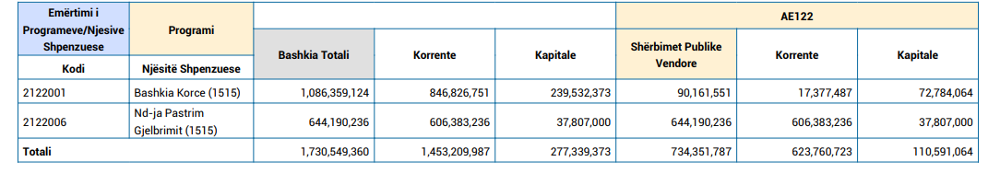 Emërtimi i
Programeve/Njesive
Shpenzuese
Programi
AE122
Bashkia Totali
Korrente
Kapitale
Shërbimet Publike
Vendore
Korrente
Kapitale
Kodi
Njësitë Shpenzuese
2122001 Bashkia Korce (1515) 1,086,359,124 846,826,751 239,532,373 90,161,551 17,377,487 72,784,064
2122006 Nd-ja Pastrim
Gjelbrimit (1515) 644,190,236 606,383,236 37,807,000 644,190,236 606,383,236 37,807,000
Totali 1,730,549,360 1,453,209,987 277,339,373 734,351,787 623,760,723 110,591,064